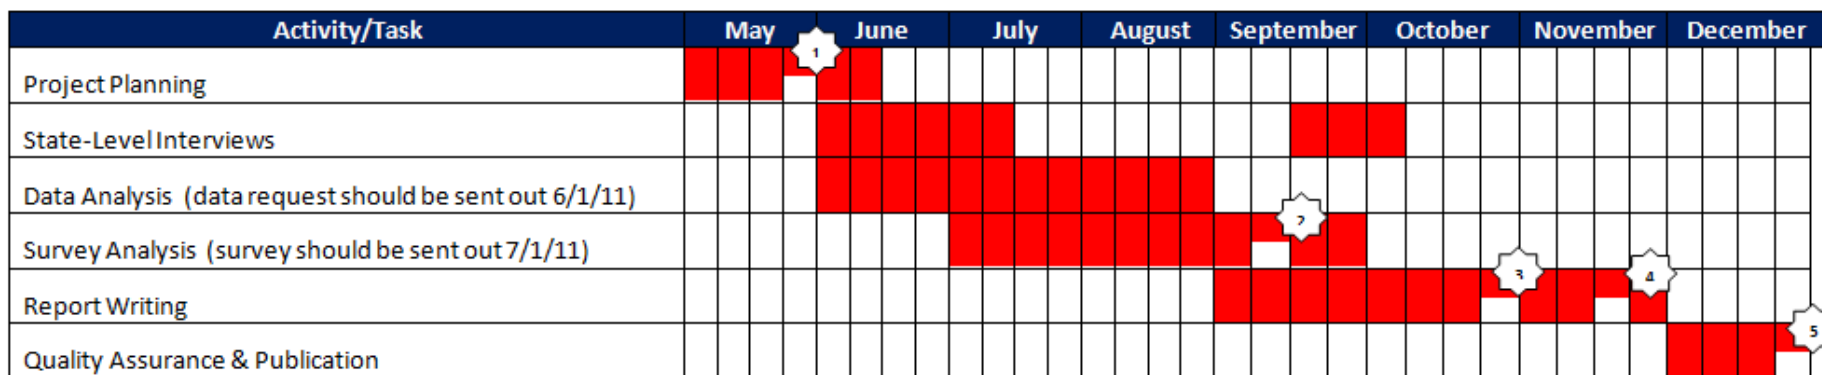 Activity/Task May June July August September October November December
1
Project Planning
State-Level Interviews
Data Analysis (data request should be sent out 6/1/11)
2
Survey Analysis (survey should be sent out 7/1/11)
3 4
Report Writing
5
Quality Assurance & Publication